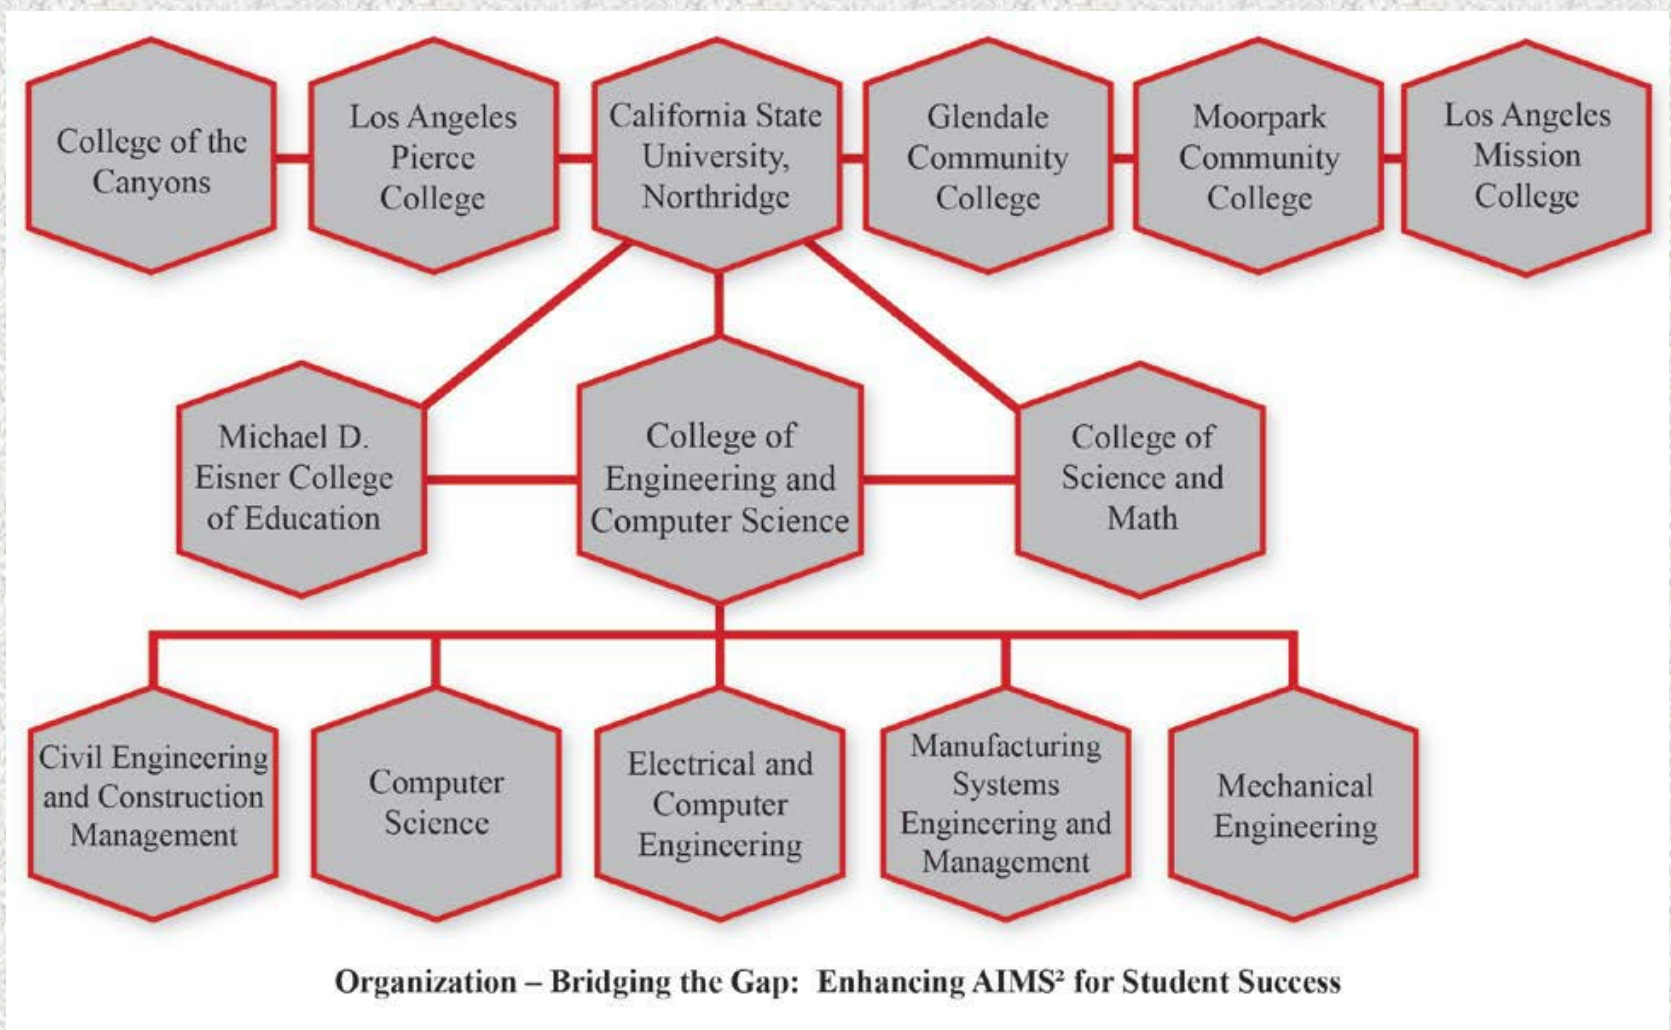 College of the
Canyons
Los Angeles
Pierce
College
California State
University,
Northridge
Glendale
Community
College
Moorpark
Community
College
Los Angeles
Mission
College
Michael D.
Eisner College
of Education
College of
Engineering and
Computer Science
College of
Science and
Math
Civil Engineering
and Construction
Management
Computer
Science
Electrical and
Computer
Engineering
Manufacturing
Systems
Engineering and
Management
Mechanical
Engineering
Organization – Bridging the Gap: Enhancing AIMS² for Student Success